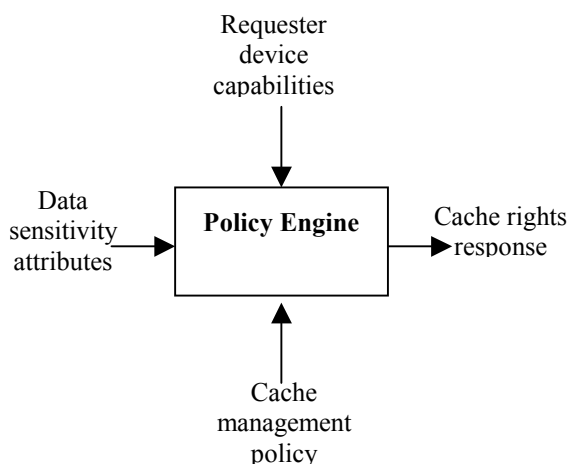 Requester
device
capabilities
Data
sensitivity
attributes
Policy Engine
Cache rights
response
Cache
management
policy